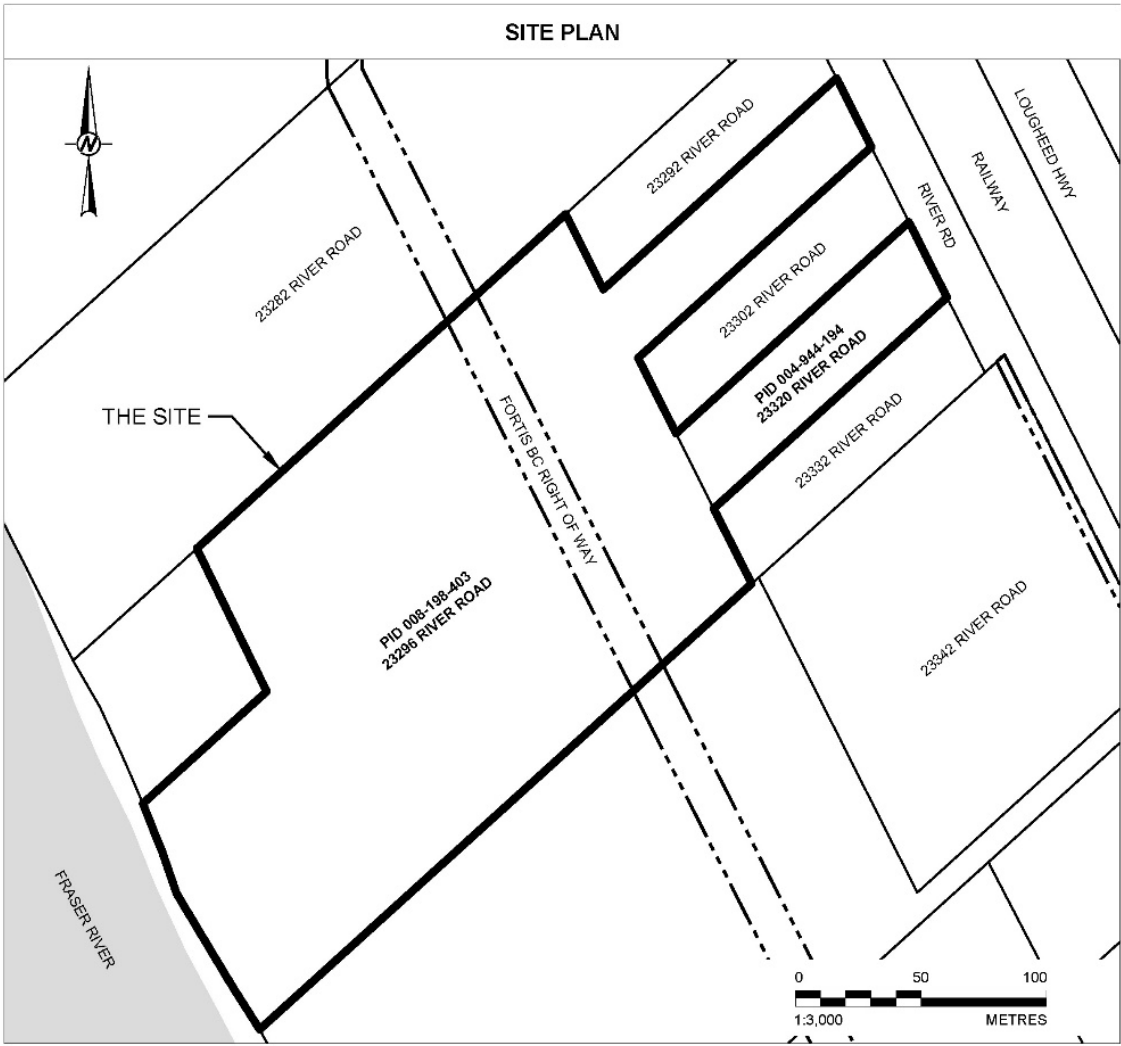 SITE PLAN
N
LOUGHEED HWY
RAILWAY
RIVER RD
23292 RIVER ROAD
23282 RIVER ROAD
23302 RIVER ROAD
PID 004-944-194
23320 RIVER ROAD
THE SITE
FORTIS BC RIGHT OF WAY
23332 RIVER ROAD
PID 008-198-403
23296 RIVER ROAD
23342 RIVER ROAD
FRASER RIVER
0 50 100
1:3,000 METRES